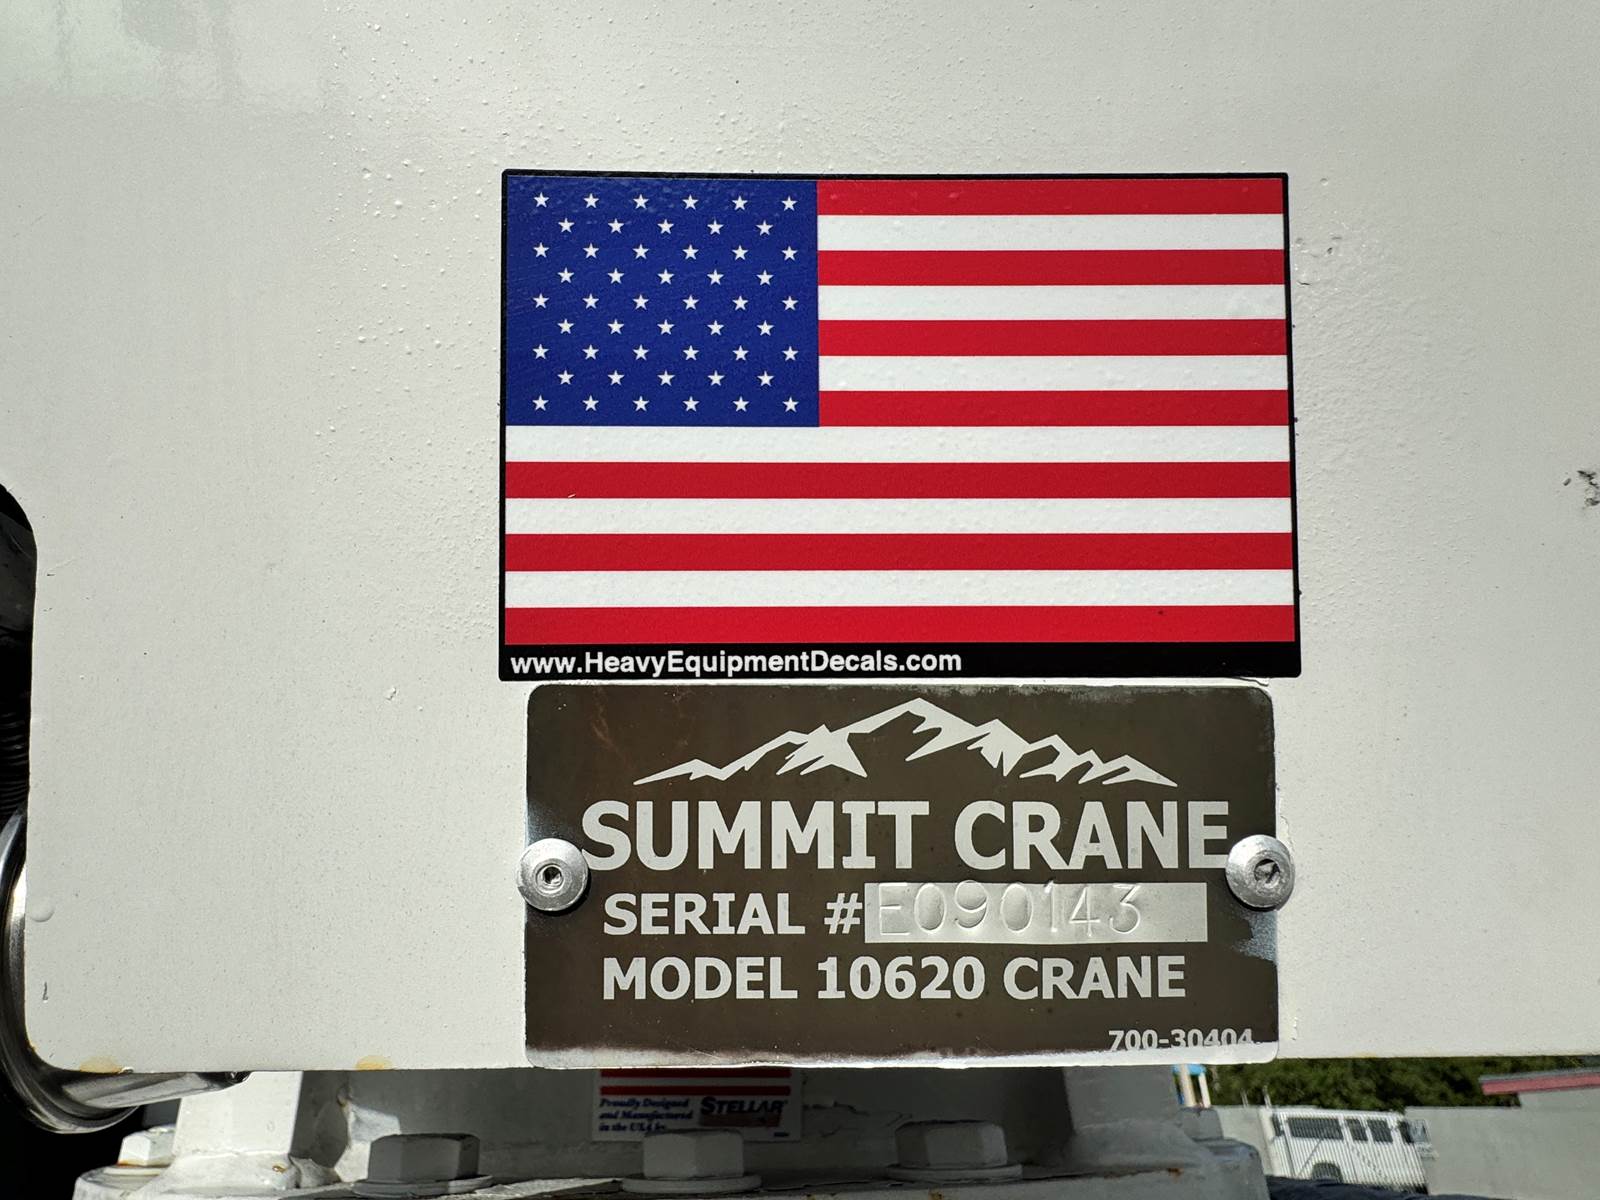 www.HeavyEquipmentDecals.com
SUMMIT CRANE
SERIAL # E090143
MODEL 10620 CRANE
700-30404
Proudly Designed
and Manufactured
in the USA by
STELLAR